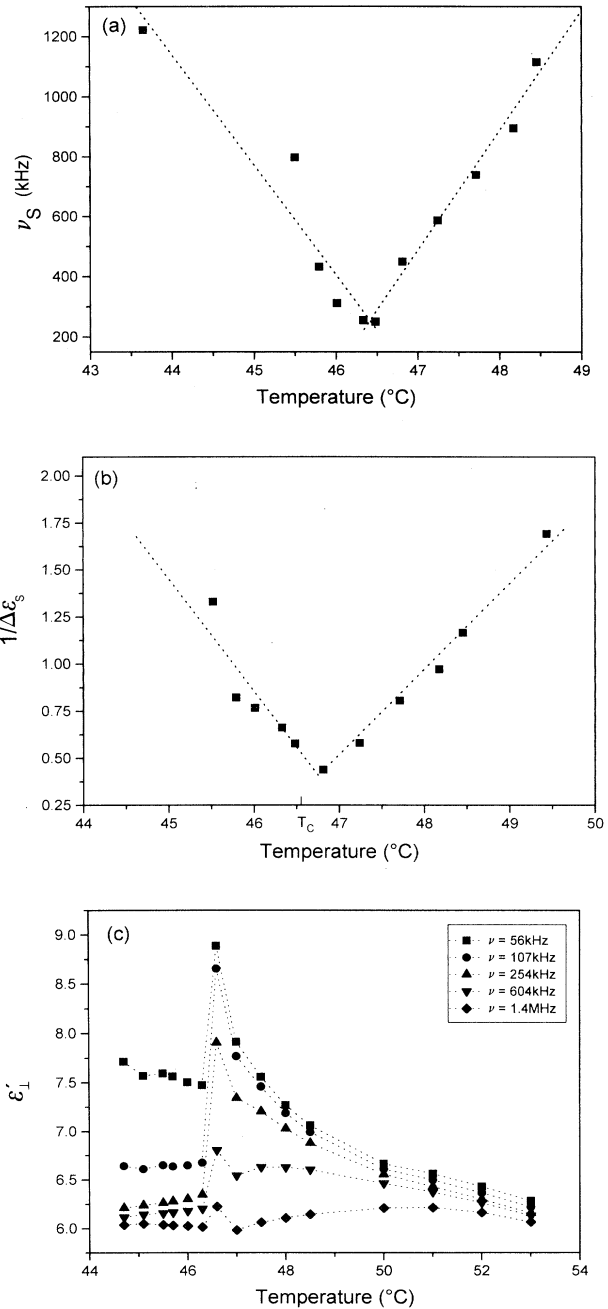 (a)
1200
1000
800
600
400
200
ν_S (kHz)
43 44 45 46 47 48 49
Temperature (°C)
(b)
2.00
1.75
1.50
1.25
1.00
0.75
0.50
0.25
1/Δε_s
44 45 46 T_C 47 48 49 50
Temperature (°C)
(c)
9.0
8.5
8.0
7.5
7.0
6.5
6.0
ε′_⊥
ν = 56kHz
ν = 107kHz
ν = 254kHz
ν = 604kHz
ν = 1.4MHz
44 46 48 50 52 54
Temperature (°C)